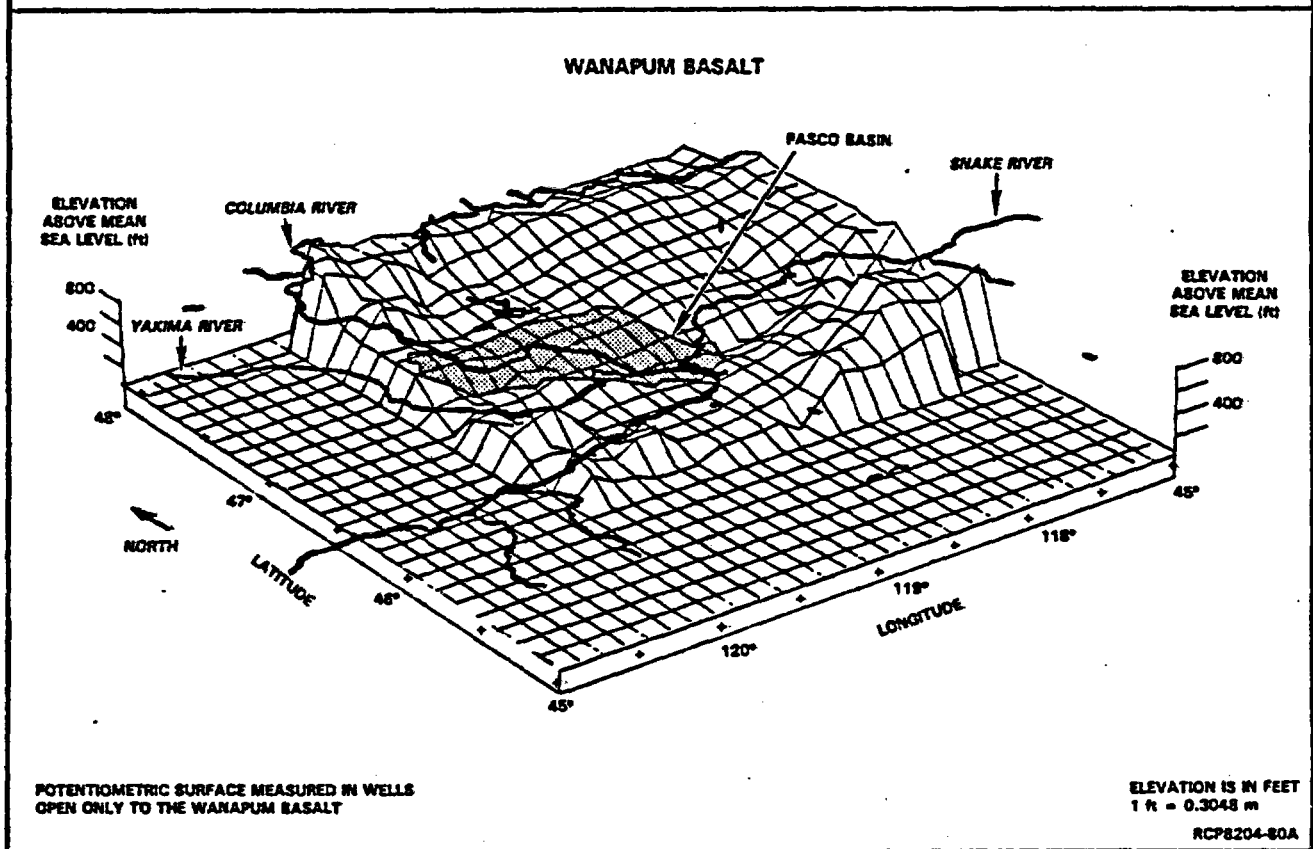 WANAPUM BASALT
PASCO BASIN
SNAKE RIVER
ELEVATION
ABOVE MEAN
SEA LEVEL (ft)
COLUMBIA RIVER
ELEVATION
ABOVE MEAN
SEA LEVEL (ft)
800
400
YAKIMA RIVER
800
400
48°
47°
NORTH
LATITUDE
46°
45°
118°
119°
LONGITUDE
120°
45°
POTENTIOMETRIC SURFACE MEASURED IN WELLS
OPEN ONLY TO THE WANAPUM BASALT
ELEVATION IS IN FEET
1 ft = 0.3048 m
RCP8204-80A